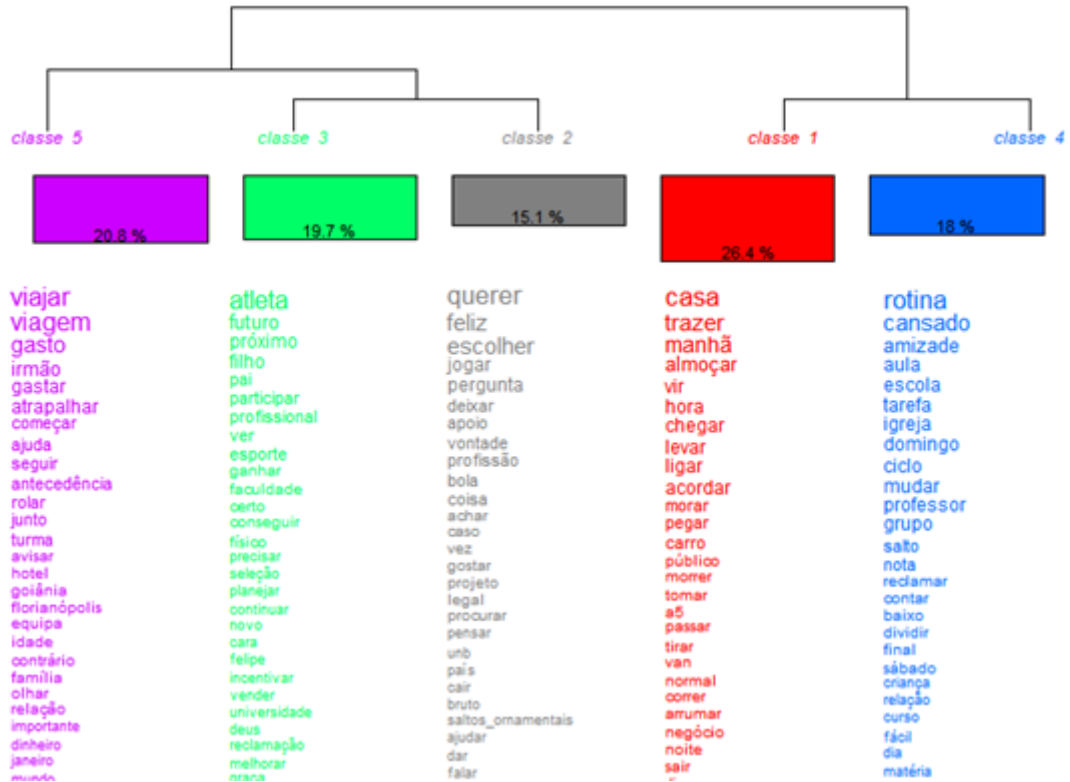 classe 5
classe 3
classe 2
classe 1
classe 4
20.8 %
19.7 %
15.1 %
26.4 %
18 %
viajar
viagem
gasto
irmão
gastar
atrapalhar
começar
ajuda
seguir
antecedência
rolar
junto
turma
avisar
hotel
goiânia
florianópolis
equipa
idade
contrário
família
olhar
relação
importante
dinheiro
janeiro
mundo
atleta
futuro
próximo
filho
pai
participar
profissional
ver
esporte
ganhar
faculdade
certo
conseguir
físico
precisar
seleção
planejar
continuar
novo
cara
felipe
incentivar
vender
universidade
deus
reclamação
melhorar
graça
querer
feliz
escolher
jogar
pergunta
deixar
apoio
vontade
profissão
bola
coisa
achar
caso
vez
gostar
projeto
legal
procurar
pensar
unb
país
cair
bruto
saltos_ornamentais
ajudar
dar
falar
casa
trazer
manhã
almoçar
vir
hora
chegar
levar
ligar
acordar
morar
pegar
carro
público
morrer
tomar
a5
passar
tirar
van
normal
correr
arrumar
negócio
noite
sair
rotina
cansado
amizade
aula
escola
tarefa
igreja
domingo
ciclo
mudar
professor
grupo
salto
nota
reclamar
contar
baixo
dividir
final
sábado
criança
relação
curso
fácil
dia
matéria